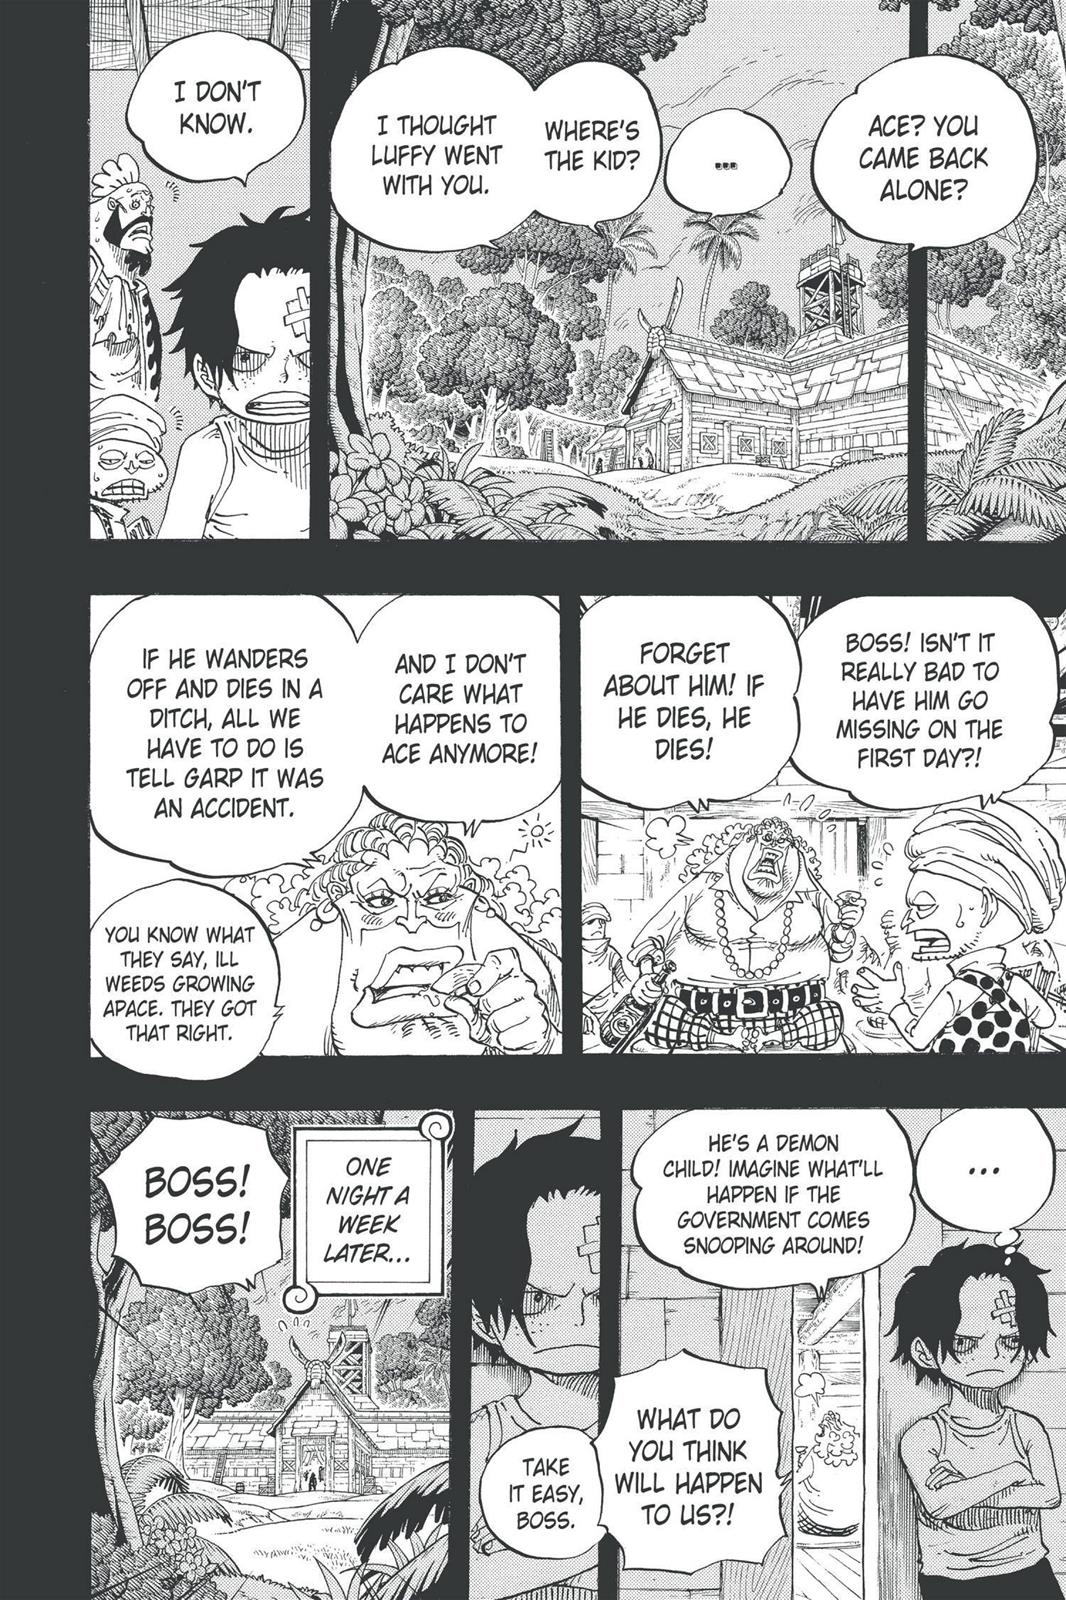 ACE? YOU
CAME BACK
ALONE?
...
WHERE'S
THE KID?
I THOUGHT
LUFFY WENT
WITH YOU.
I DON'T
KNOW.
BOSS! ISN'T IT
REALLY BAD TO
HAVE HIM GO
MISSING ON THE
FIRST DAY?!
FORGET
ABOUT HIM! IF
HE DIES, HE
DIES!
AND I DON'T
CARE WHAT
HAPPENS TO
ACE ANYMORE!
IF HE WANDERS
OFF AND DIES IN A
DITCH, ALL WE
HAVE TO DO IS
TELL GARP IT WAS
AN ACCIDENT.
YOU KNOW WHAT
THEY SAY, ILL
WEEDS GROWING
APACE. THEY GOT
THAT RIGHT.
...
HE'S A DEMON
CHILD! IMAGINE WHAT'LL
HAPPEN IF THE
GOVERNMENT COMES
SNOOPING AROUND!
WHAT DO
YOU THINK
WILL HAPPEN
TO US?!
TAKE
IT EASY,
BOSS.
ONE
NIGHT A
WEEK
LATER...
BOSS!
BOSS!